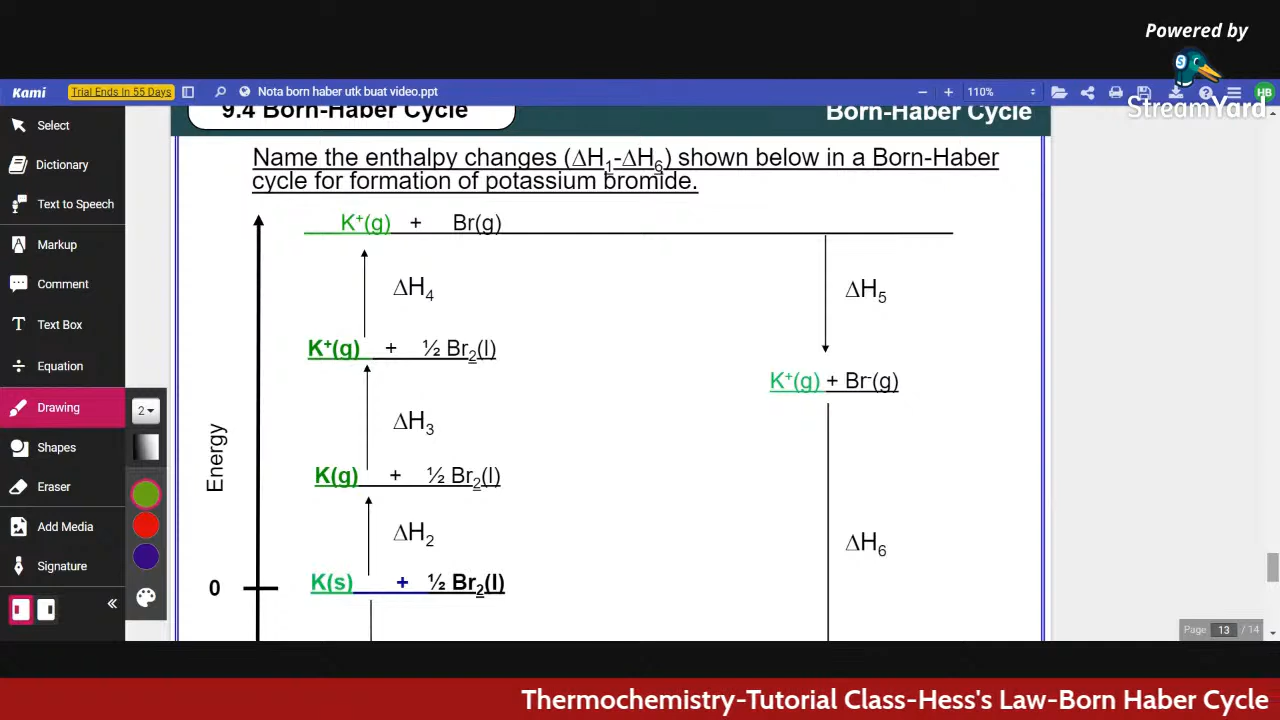 Powered by
StreamYard
Kami
Trial Ends In 55 Days
Nota born haber utk buat video.ppt
110%
HB
Select
Dictionary
Text to Speech
Markup
Comment
Text Box
Equation
Drawing
Shapes
Eraser
Add Media
Signature
2
9.4 Born-Haber Cycle
Born-Haber Cycle
Name the enthalpy changes (ΔH₁-ΔH₆) shown below in a Born-Haber
cycle for formation of potassium bromide.
K⁺(g) + Br(g)
ΔH₄
ΔH₅
K⁺(g) + ½ Br₂(l)
K⁺(g) + Br⁻(g)
ΔH₃
Energy
K(g) + ½ Br₂(l)
ΔH₂
ΔH₆
0
K(s) + ½ Br₂(l)
Page 13 / 14
Thermochemistry-Tutorial Class-Hess's Law-Born Haber Cycle